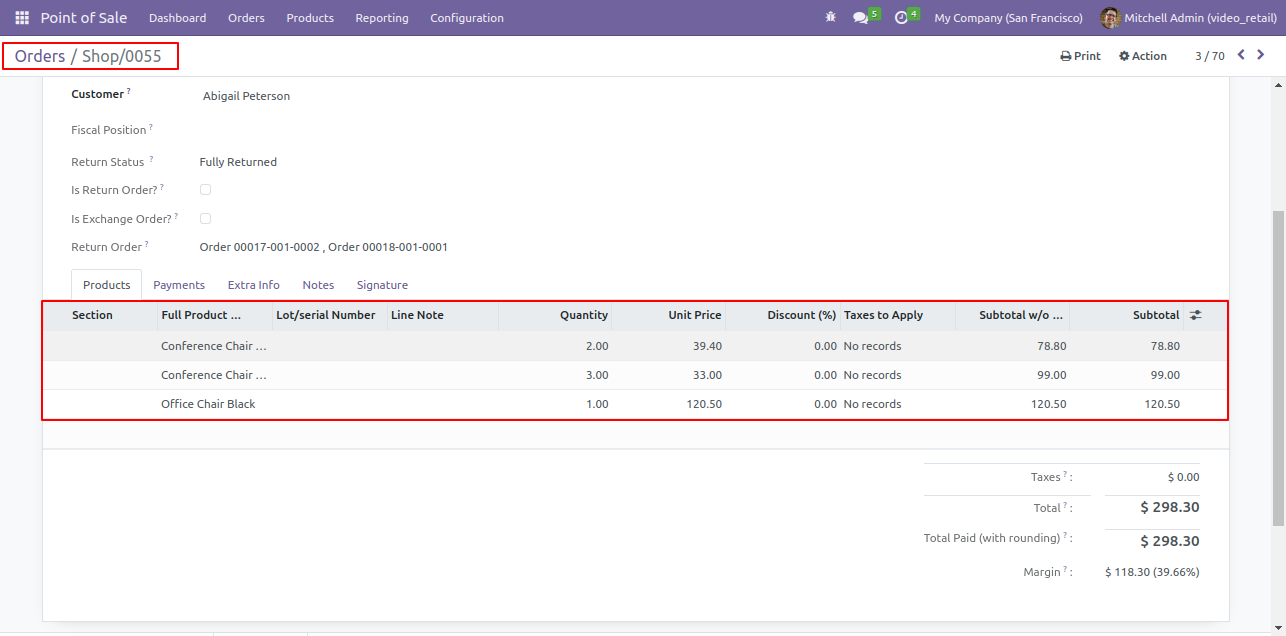 Point of Sale Dashboard Orders Products Reporting Configuration 5 4 My Company (San Francisco) Mitchell Admin (video_retail)
Orders / Shop/0055 Print Action 3 / 70
Customer ? Abigail Peterson
Fiscal Position ?
Return Status ? Fully Returned
Is Return Order? ?
Is Exchange Order? ?
Return Order ? Order 00017-001-0002 , Order 00018-001-0001
Products Payments Extra Info Notes Signature
Section Full Product ... Lot/serial Number Line Note Quantity Unit Price Discount (%) Taxes to Apply Subtotal w/o ... Subtotal
Conference Chair ... 2.00 39.40 0.00 No records 78.80 78.80
Conference Chair ... 3.00 33.00 0.00 No records 99.00 99.00
Office Chair Black 1.00 120.50 0.00 No records 120.50 120.50
Taxes ? : $ 0.00
Total ? : $ 298.30
Total Paid (with rounding) ? : $ 298.30
Margin ? : $ 118.30 (39.66%)